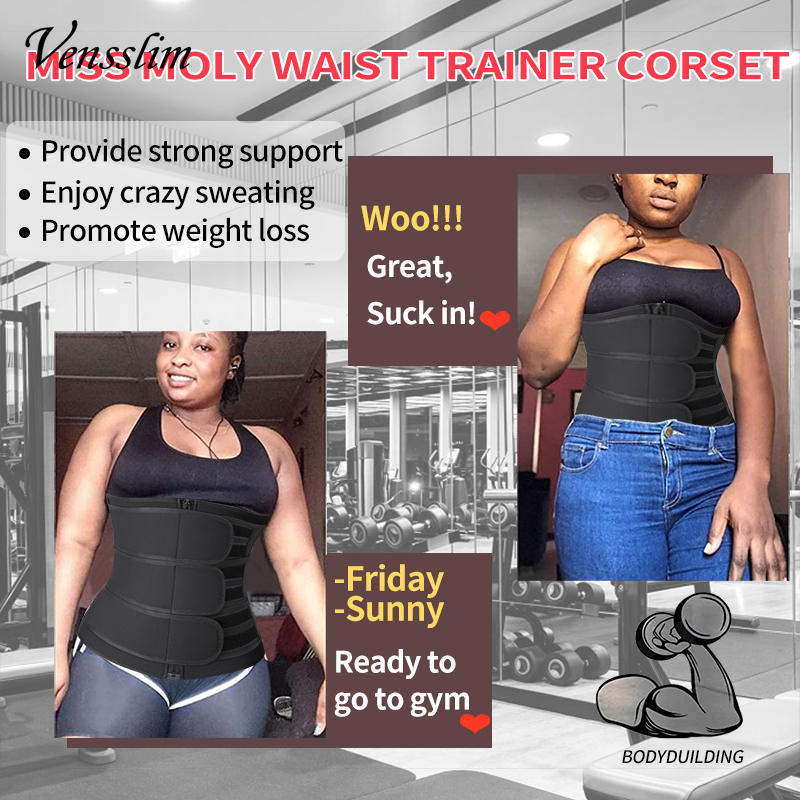 Vensslim
MISS MOLY WAIST TRAINER CORSET
• Provide strong support
• Enjoy crazy sweating
• Promote weight loss
Woo!!!
Great,
Suck in!
-Friday
-Sunny
Ready to
go to gym
BODYDUILDING